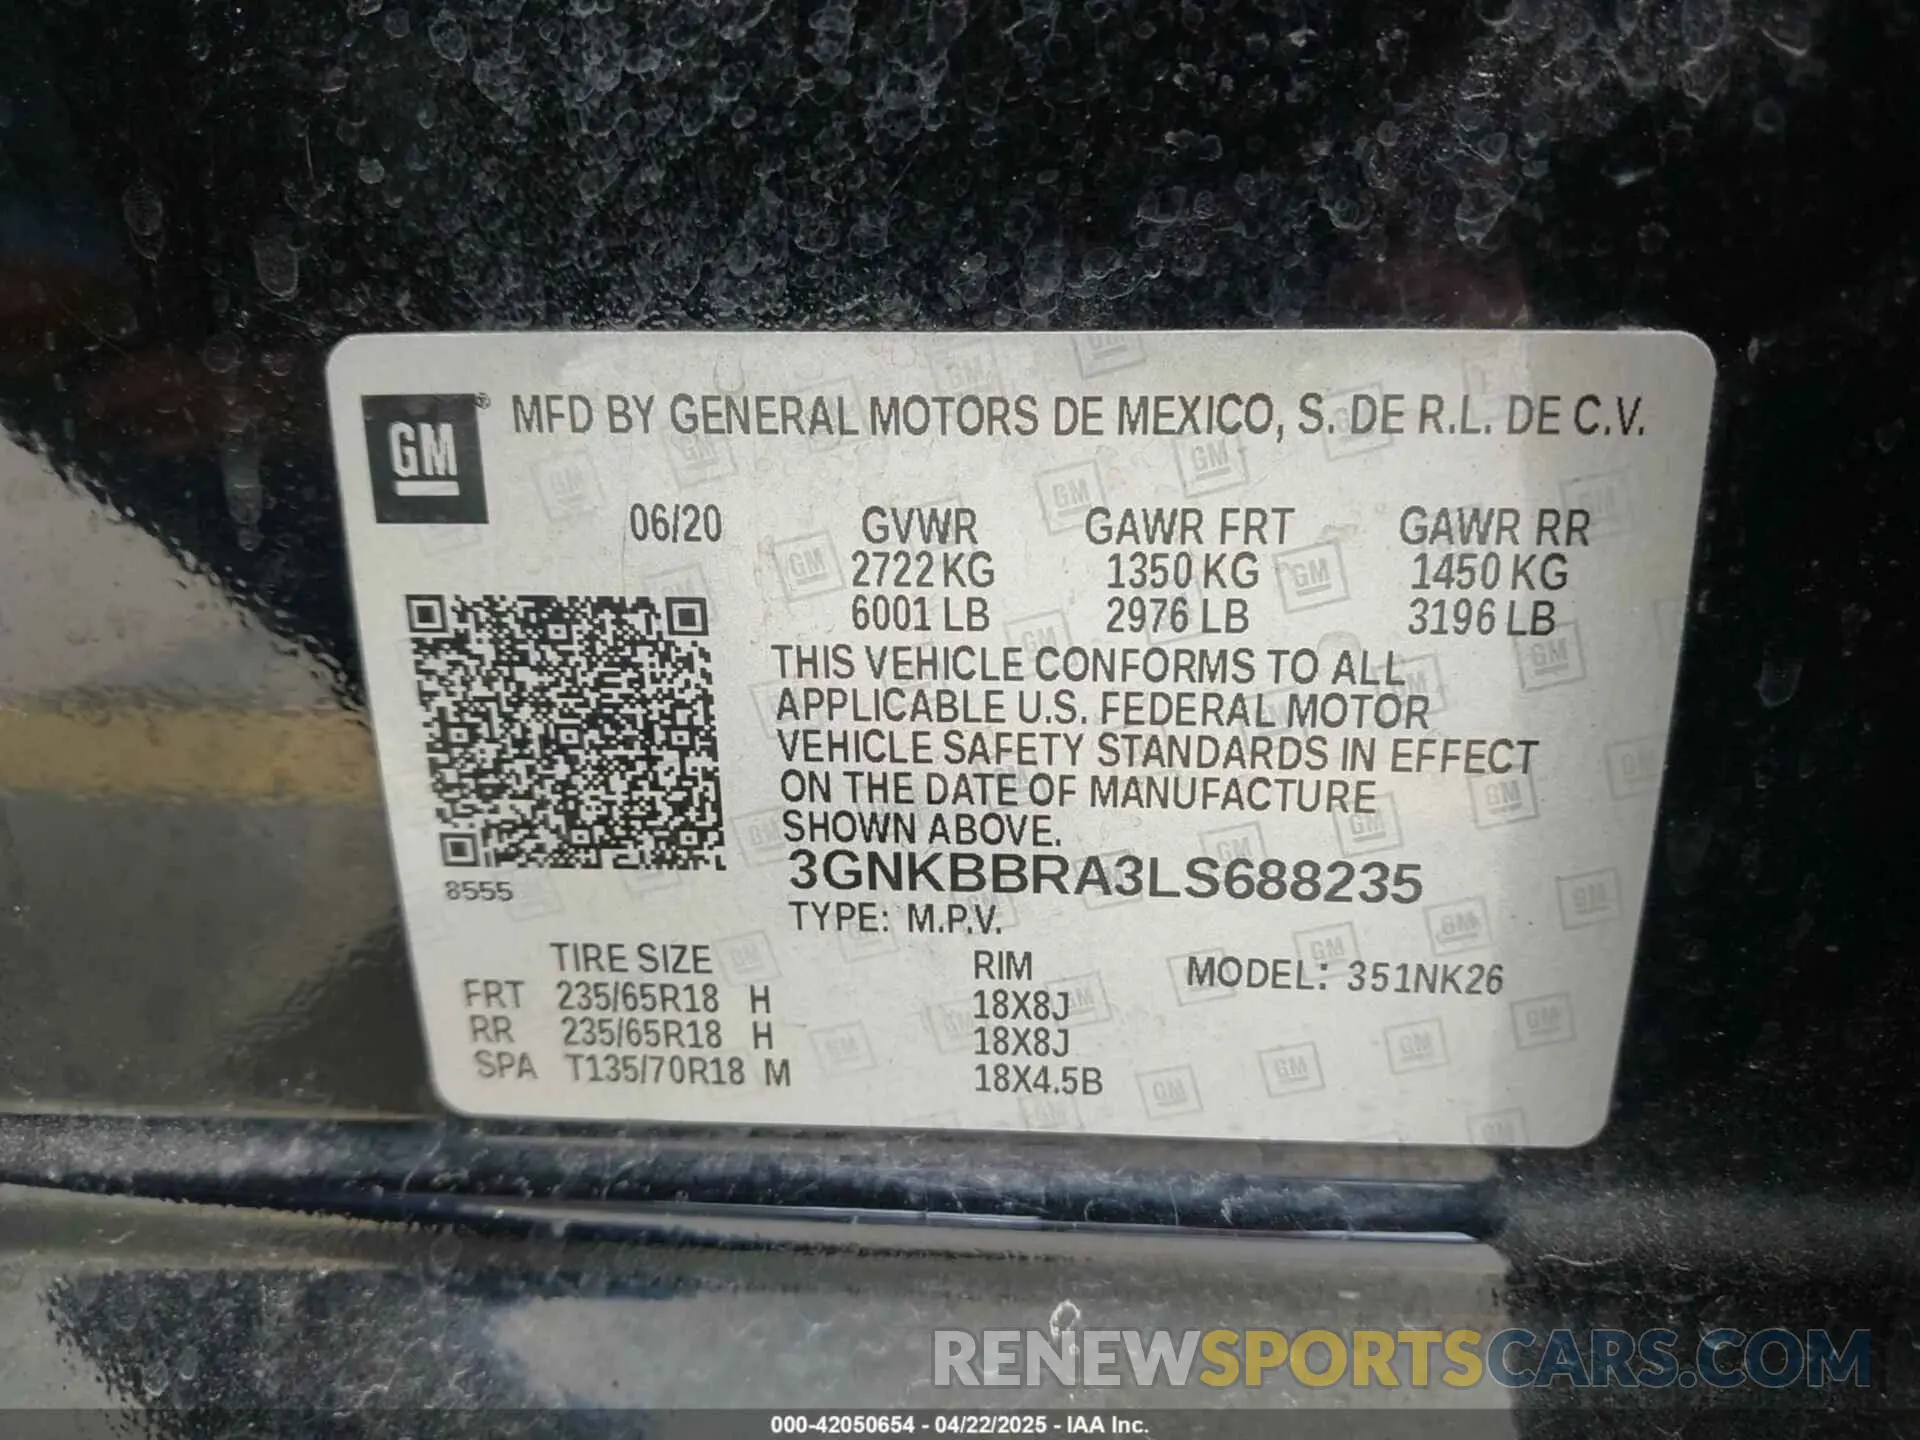 GM® MFD BY GENERAL MOTORS DE MEXICO, S. DE R.L. DE C.V.
06/20 GVWR GAWR FRT GAWR RR
2722 KG 1350 KG 1450 KG
6001 LB 2976 LB 3196 LB
THIS VEHICLE CONFORMS TO ALL
APPLICABLE U.S. FEDERAL MOTOR
VEHICLE SAFETY STANDARDS IN EFFECT
ON THE DATE OF MANUFACTURE
SHOWN ABOVE.
3GNKBBRA3LS688235
8555
TYPE: M.P.V.
TIRE SIZE RIM MODEL: 351NK26
FRT 235/65R18 H 18X8J
RR 235/65R18 H 18X8J
SPA T135/70R18 M 18X4.5B
RENEWSPORTSCARS.COM
000-42050654 - 04/22/2025 - IAA Inc.